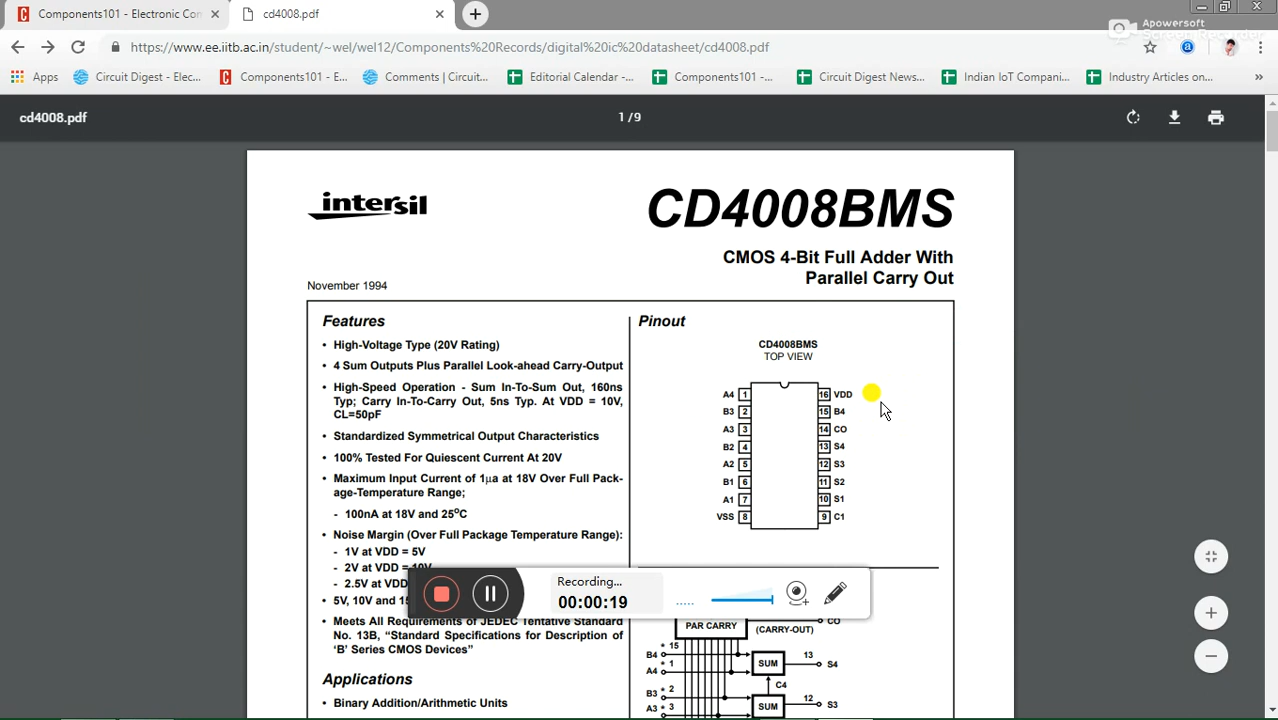 Components101 - Electronic Con
cd4008.pdf
Apowersoft
Screen Recorder
https://www.ee.iitb.ac.in/student/~wel/wel12/Components%20Records/digital%20ic%20datasheet/cd4008.pdf
Apps
Circuit Digest - Elec...
Components101 - E...
Comments | Circuit...
Editorial Calendar -...
Components101 -...
Circuit Digest News...
Indian IoT Compani...
Industry Articles on...
»
cd4008.pdf
1 / 9
intersil
CD4008BMS
CMOS 4-Bit Full Adder With
Parallel Carry Out
November 1994
Features
• High-Voltage Type (20V Rating)
• 4 Sum Outputs Plus Parallel Look-ahead Carry-Output
• High-Speed Operation - Sum In-To-Sum Out, 160ns
Typ; Carry In-To-Carry Out, 5ns Typ. At VDD = 10V,
CL=50pF
• Standardized Symmetrical Output Characteristics
• 100% Tested For Quiescent Current At 20V
• Maximum Input Current of 1µa at 18V Over Full Pack-
age-Temperature Range;
- 100nA at 18V and 25°C
• Noise Margin (Over Full Package Temperature Range):
- 1V at VDD = 5V
- 2V at VDD = 10V
- 2.5V at VDD
• 5V, 10V and 15
• Meets All Requirements of JEDEC Tentative Standard
No. 13B, “Standard Specifications for Description of
‘B’ Series CMOS Devices”
Applications
• Binary Addition/Arithmetic Units
Pinout
CD4008BMS
TOP VIEW
A4 1 16 VDD
B3 2 15 B4
A3 3 14 CO
B2 4 13 S4
A2 5 12 S3
B1 6 11 S2
A1 7 10 S1
VSS 8 9 C1
Recording...
00:00:19
PAR CARRY
(CARRY-OUT)
CO
B4 * 15
A4 * 1
SUM
13
S4
C4
B3 * 2
A3 * 3
SUM
12
S3